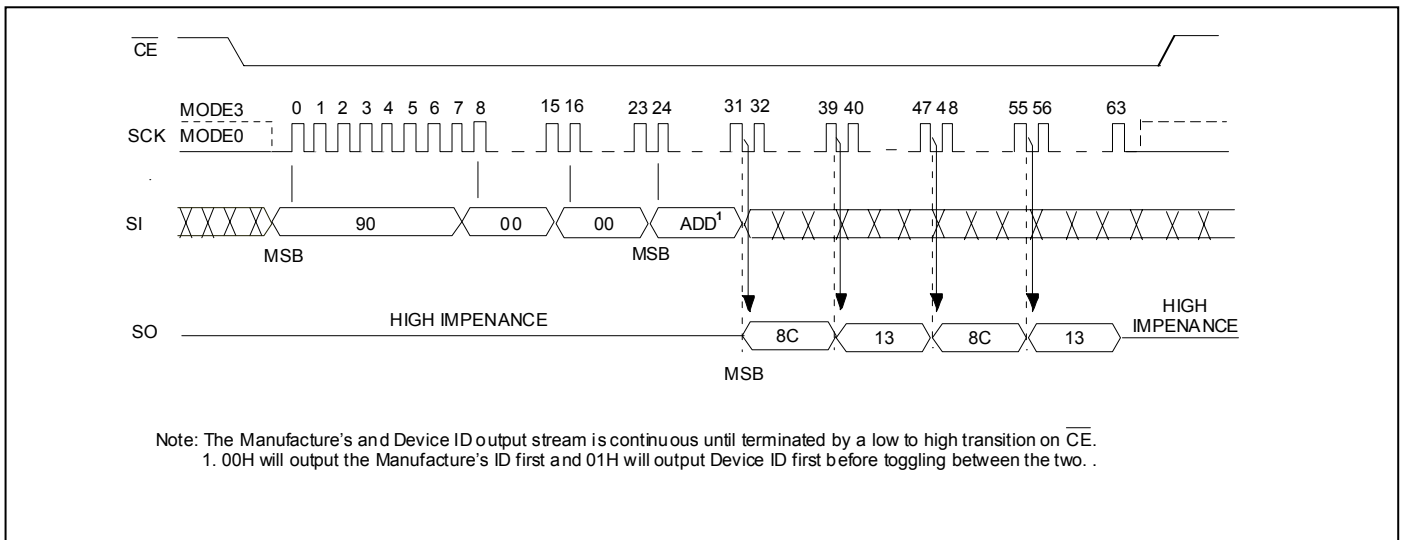 CE
MODE3
0 1 2 3 4 5 6 7 8 15 16 23 24 31 32 39 40 47 48 55 56 63
SCK MODE0
SI 90 00 00 ADD1
MSB MSB
HIGH IMPENANCE
HIGH IMPENANCE
SO 8C 13 8C 13
MSB
Note: The Manufacture's and Device ID output stream is continuous until terminated by a low to high transition on CE.
1. 00H will output the Manufacture's ID first and 01H will output Device ID first before toggling between the two. .